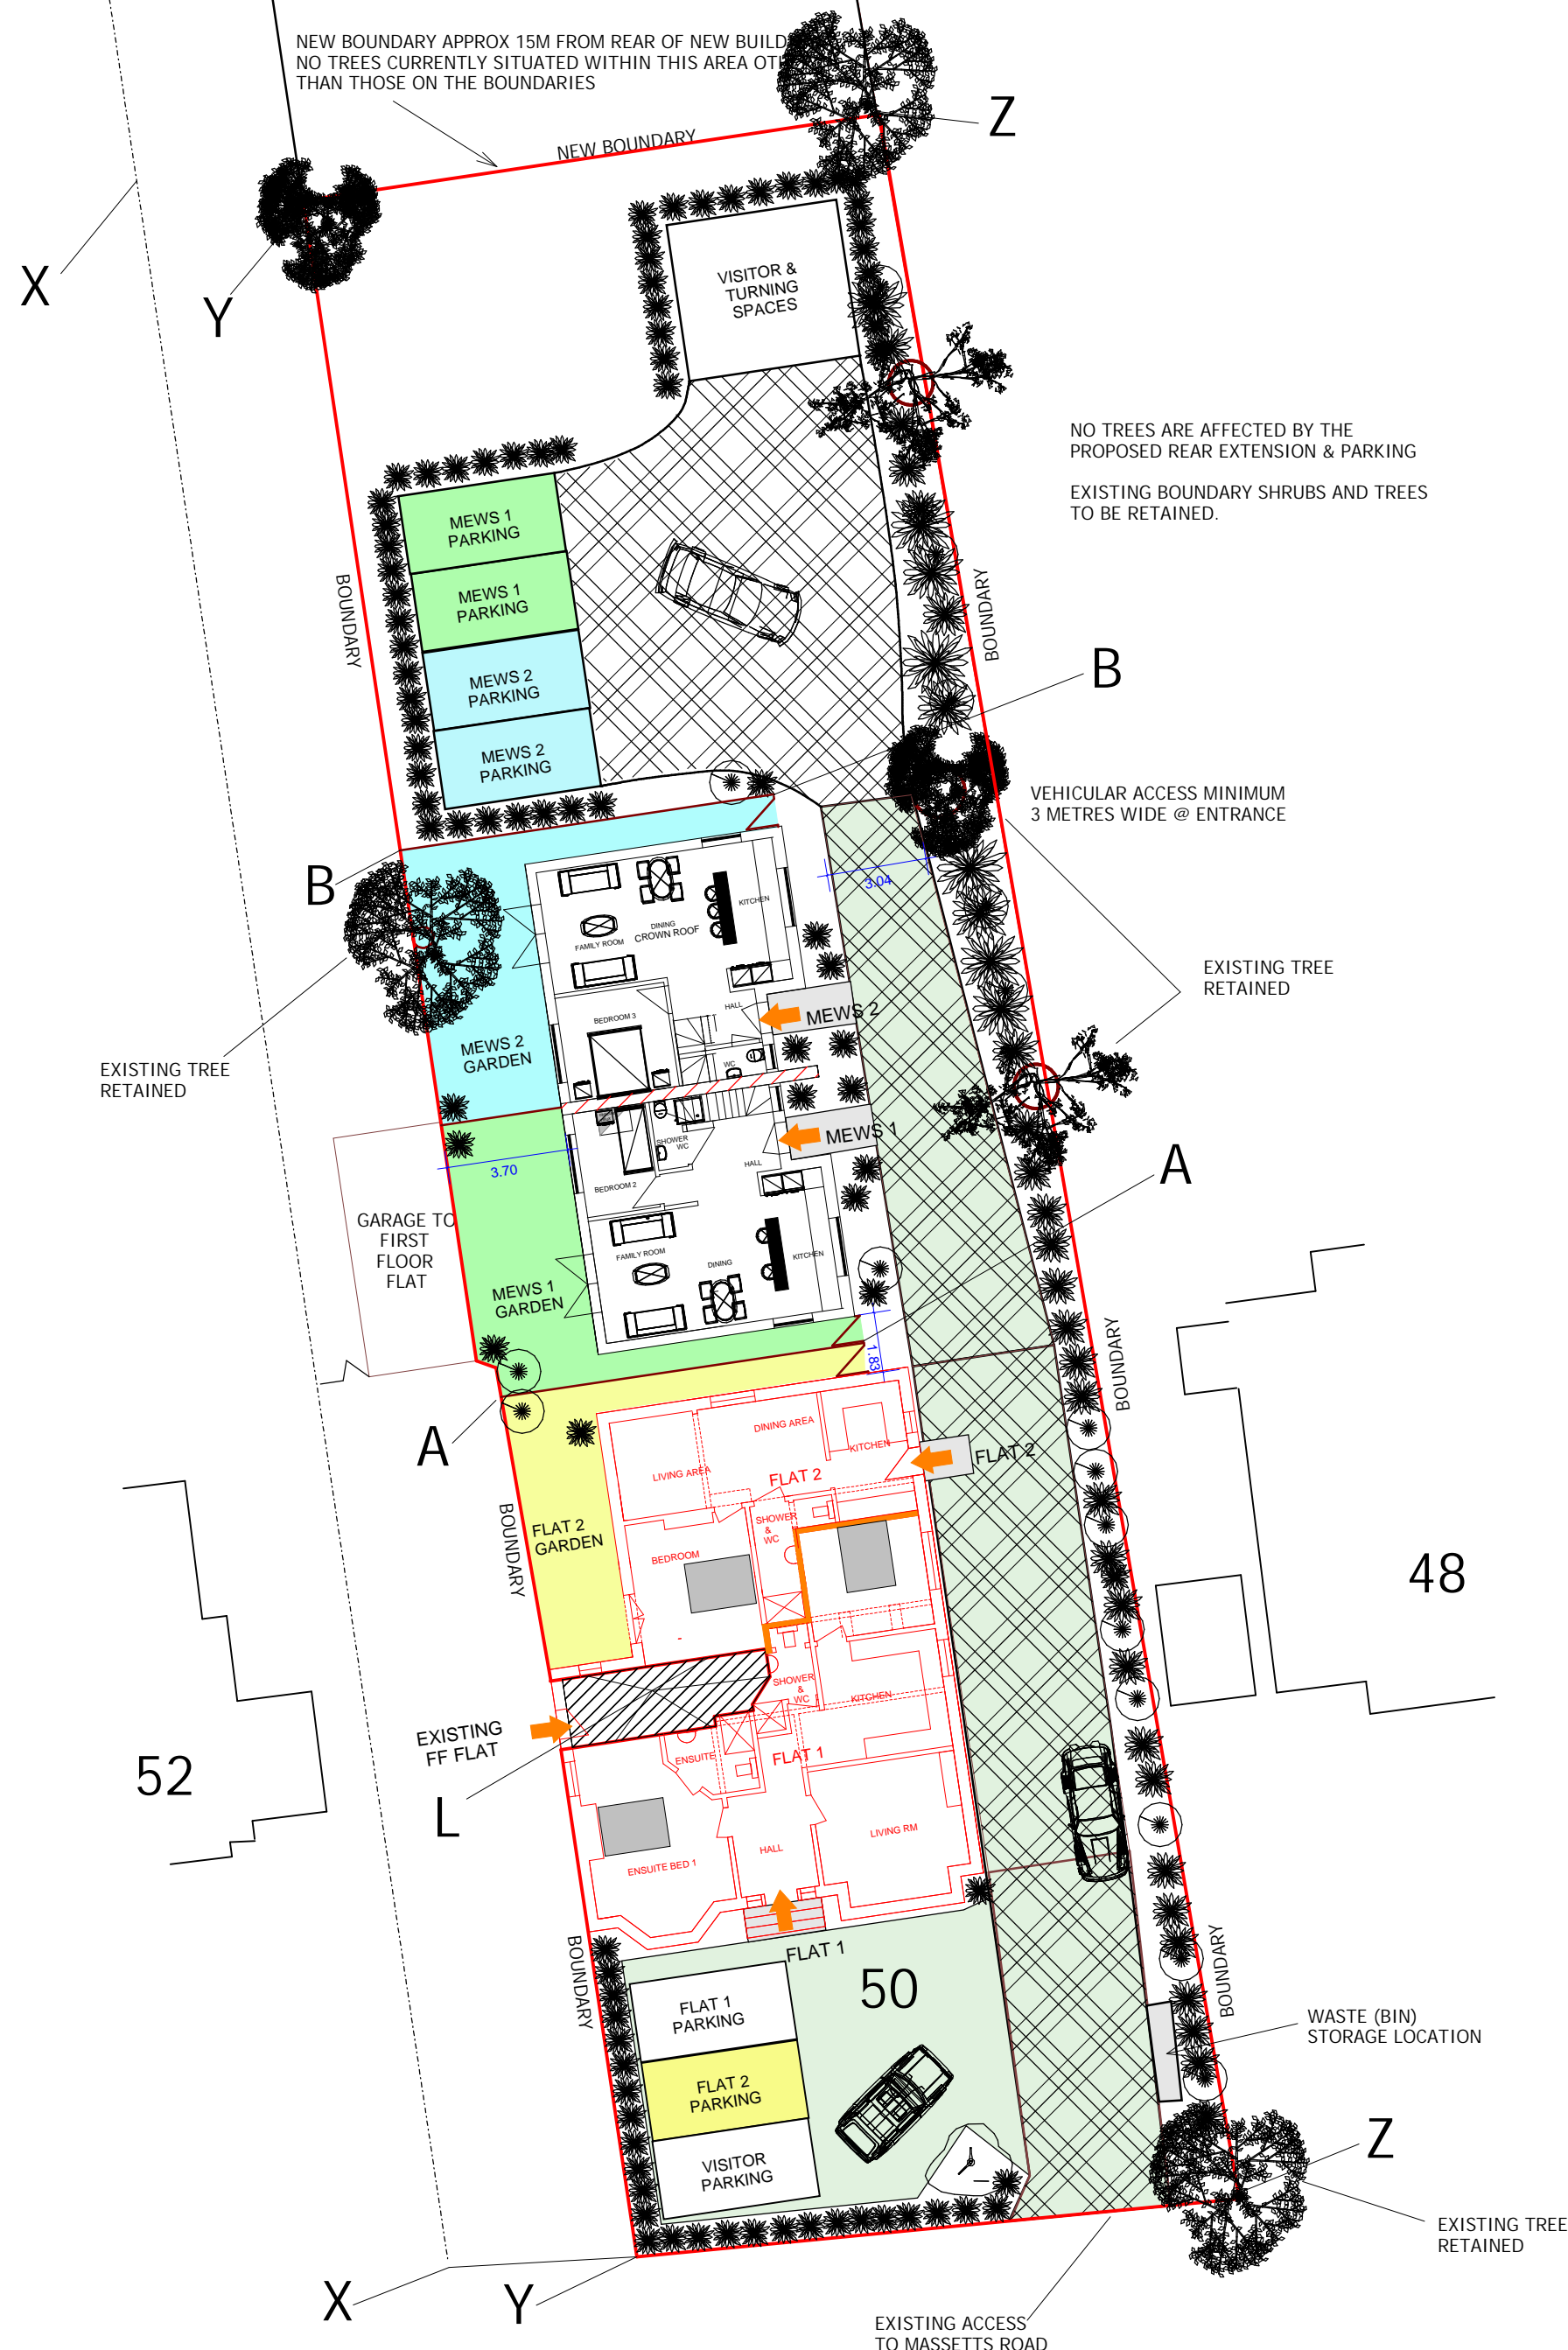 NEW BOUNDARY APPROX 15M FROM REAR OF NEW BUILD
NO TREES CURRENTLY SITUATED WITHIN THIS AREA
THAN THOSE ON THE BOUNDARIES
NEW BOUNDARY
Z
X
Y
VISITOR &
TURNING
SPACES
NO TREES ARE AFFECTED BY THE
PROPOSED REAR EXTENSION & PARKING
EXISTING BOUNDARY SHRUBS AND TREES
TO BE RETAINED.
MEWS 1
PARKING
MEWS 1
PARKING
MEWS 2
PARKING
MEWS 2
PARKING
BOUNDARY
BOUNDARY
B
VEHICULAR ACCESS MINIMUM
3 METRES WIDE @ ENTRANCE
B
3.04
KITCHEN
DINING
CROWN ROOF
FAMILY ROOM
EXISTING TREE
RETAINED
HALL
MEWS 2
BEDROOM 3
WC
MEWS 2
GARDEN
EXISTING TREE
RETAINED
MEWS 1
SHOWER
WC
HALL
BEDROOM 2
3.70
A
GARAGE TO
FIRST
FLOOR
FLAT
FAMILY ROOM
DINING
KITCHEN
MEWS 1
GARDEN
1.83
BOUNDARY
A
DINING AREA
KITCHEN
LIVING AREA
FLAT 2
FLAT 2
BOUNDARY
FLAT 2
GARDEN
SHOWER
&
WC
BEDROOM
48
SHOWER
&
WC
KITCHEN
EXISTING
FF FLAT
ENSUITE
FLAT 1
52
L
LIVING RM
HALL
ENSUITE BED 1
BOUNDARY
FLAT 1
50
BOUNDARY
FLAT 1
PARKING
FLAT 2
PARKING
VISITOR
PARKING
WASTE (BIN)
STORAGE LOCATION
Z
EXISTING TREE
RETAINED
X
Y
EXISTING ACCESS
TO MASSETTS ROAD